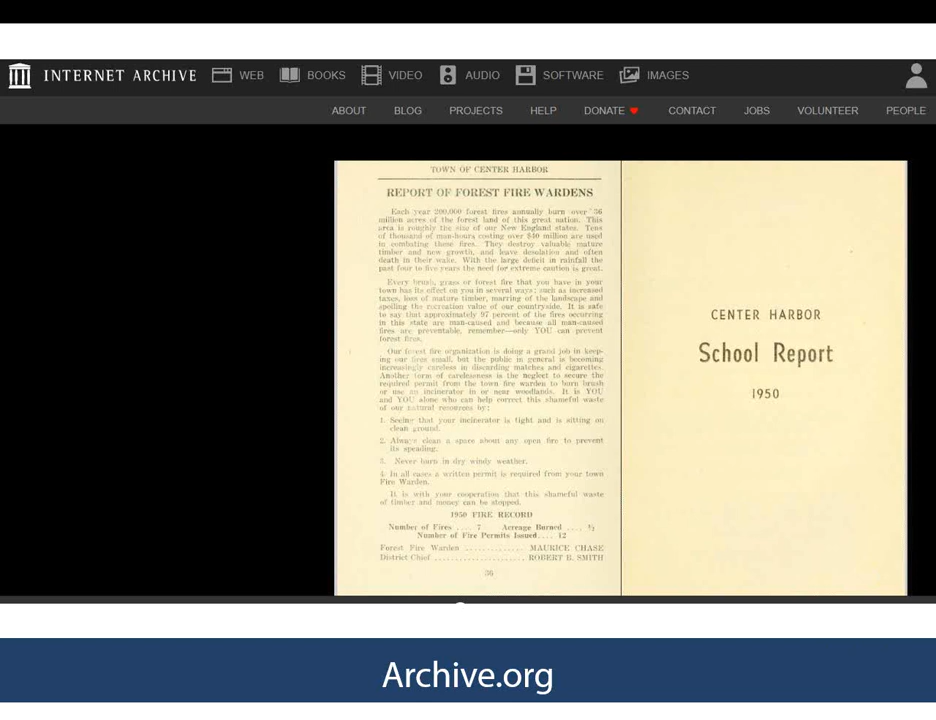 INTERNET ARCHIVE WEB BOOKS VIDEO AUDIO SOFTWARE IMAGES
ABOUT BLOG PROJECTS HELP DONATE CONTACT JOBS VOLUNTEER PEOPLE
TOWN OF CENTER HARBOR
REPORT OF FOREST FIRE WARDENS
Each year 200,000 forest fires annually burn over 36
million acres of the forest land of this great nation. This
area is roughly the size of our New England states. Tens
of thousand of man-hours costing over $40 million are used
in combating these fires. They destroy valuable mature
timber and new growth, and leave desolation and often
death in their wake. With the large deficit in rainfall the
past four to five years the need for extreme caution is great.
Every brush, grass or forest fire that you have in your
town has its effect on you in several ways; such as increased
taxes, loss of mature timber, marring of the landscape and
spoiling the recreation value of our countryside. It is safe
to say that approximately 97 percent of the fires occurring
in this state are man-caused and because all man-caused
fires are preventable, remember—only YOU can prevent
forest fires.
Our forest fire organization is doing a grand job in keep-
ing our fires small, but the public in general is becoming
increasingly careless in discarding matches and cigarettes.
Another form of carelessness is the neglect to secure the
required permit from the town fire warden to burn brush
or use an incinerator in or near woodlands. It is YOU
and YOU alone who can help correct this shameful waste
of our natural resources by:
1. Seeing that your incinerator is tight and is sitting on
clean ground.
2. Always clean a space about any open fire to prevent
its spreading.
3. Never burn in dry windy weather.
4. In all cases a written permit is required from your town
Fire Warden.
It is with your cooperation that this shameful waste
of timber and money can be stopped.
1950 FIRE RECORD
Number of Fires .... 7 Acreage Burned ....
Number of Fire Permits Issued.... 12
Forest Fire Warden .............. MAURICE CHASE
District Chief ...................... ROBERT B. SMITH
36
CENTER HARBOR
School Report
1950
Archive.org